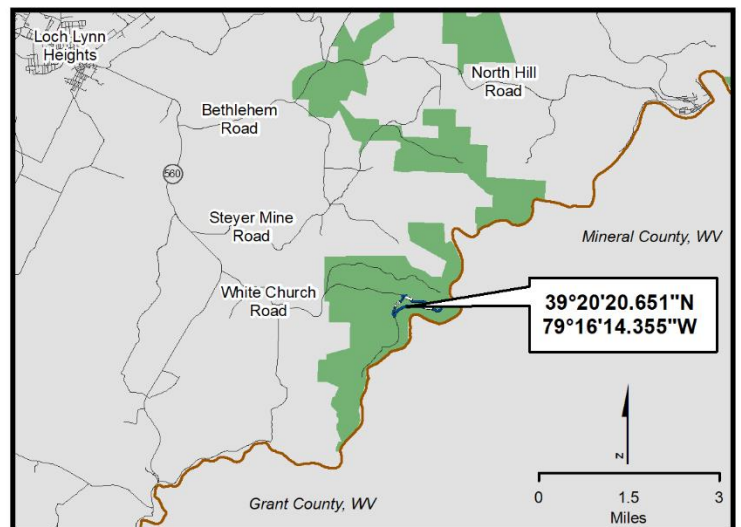 Loch Lynn
Heights
North Hill
Road
Bethlehem
Road
560
Steyer Mine
Road
Mineral County, WV
White Church
Road
39°20'20.651"N
79°16'14.355"W
N
0 1.5 3
Miles
Grant County, WV